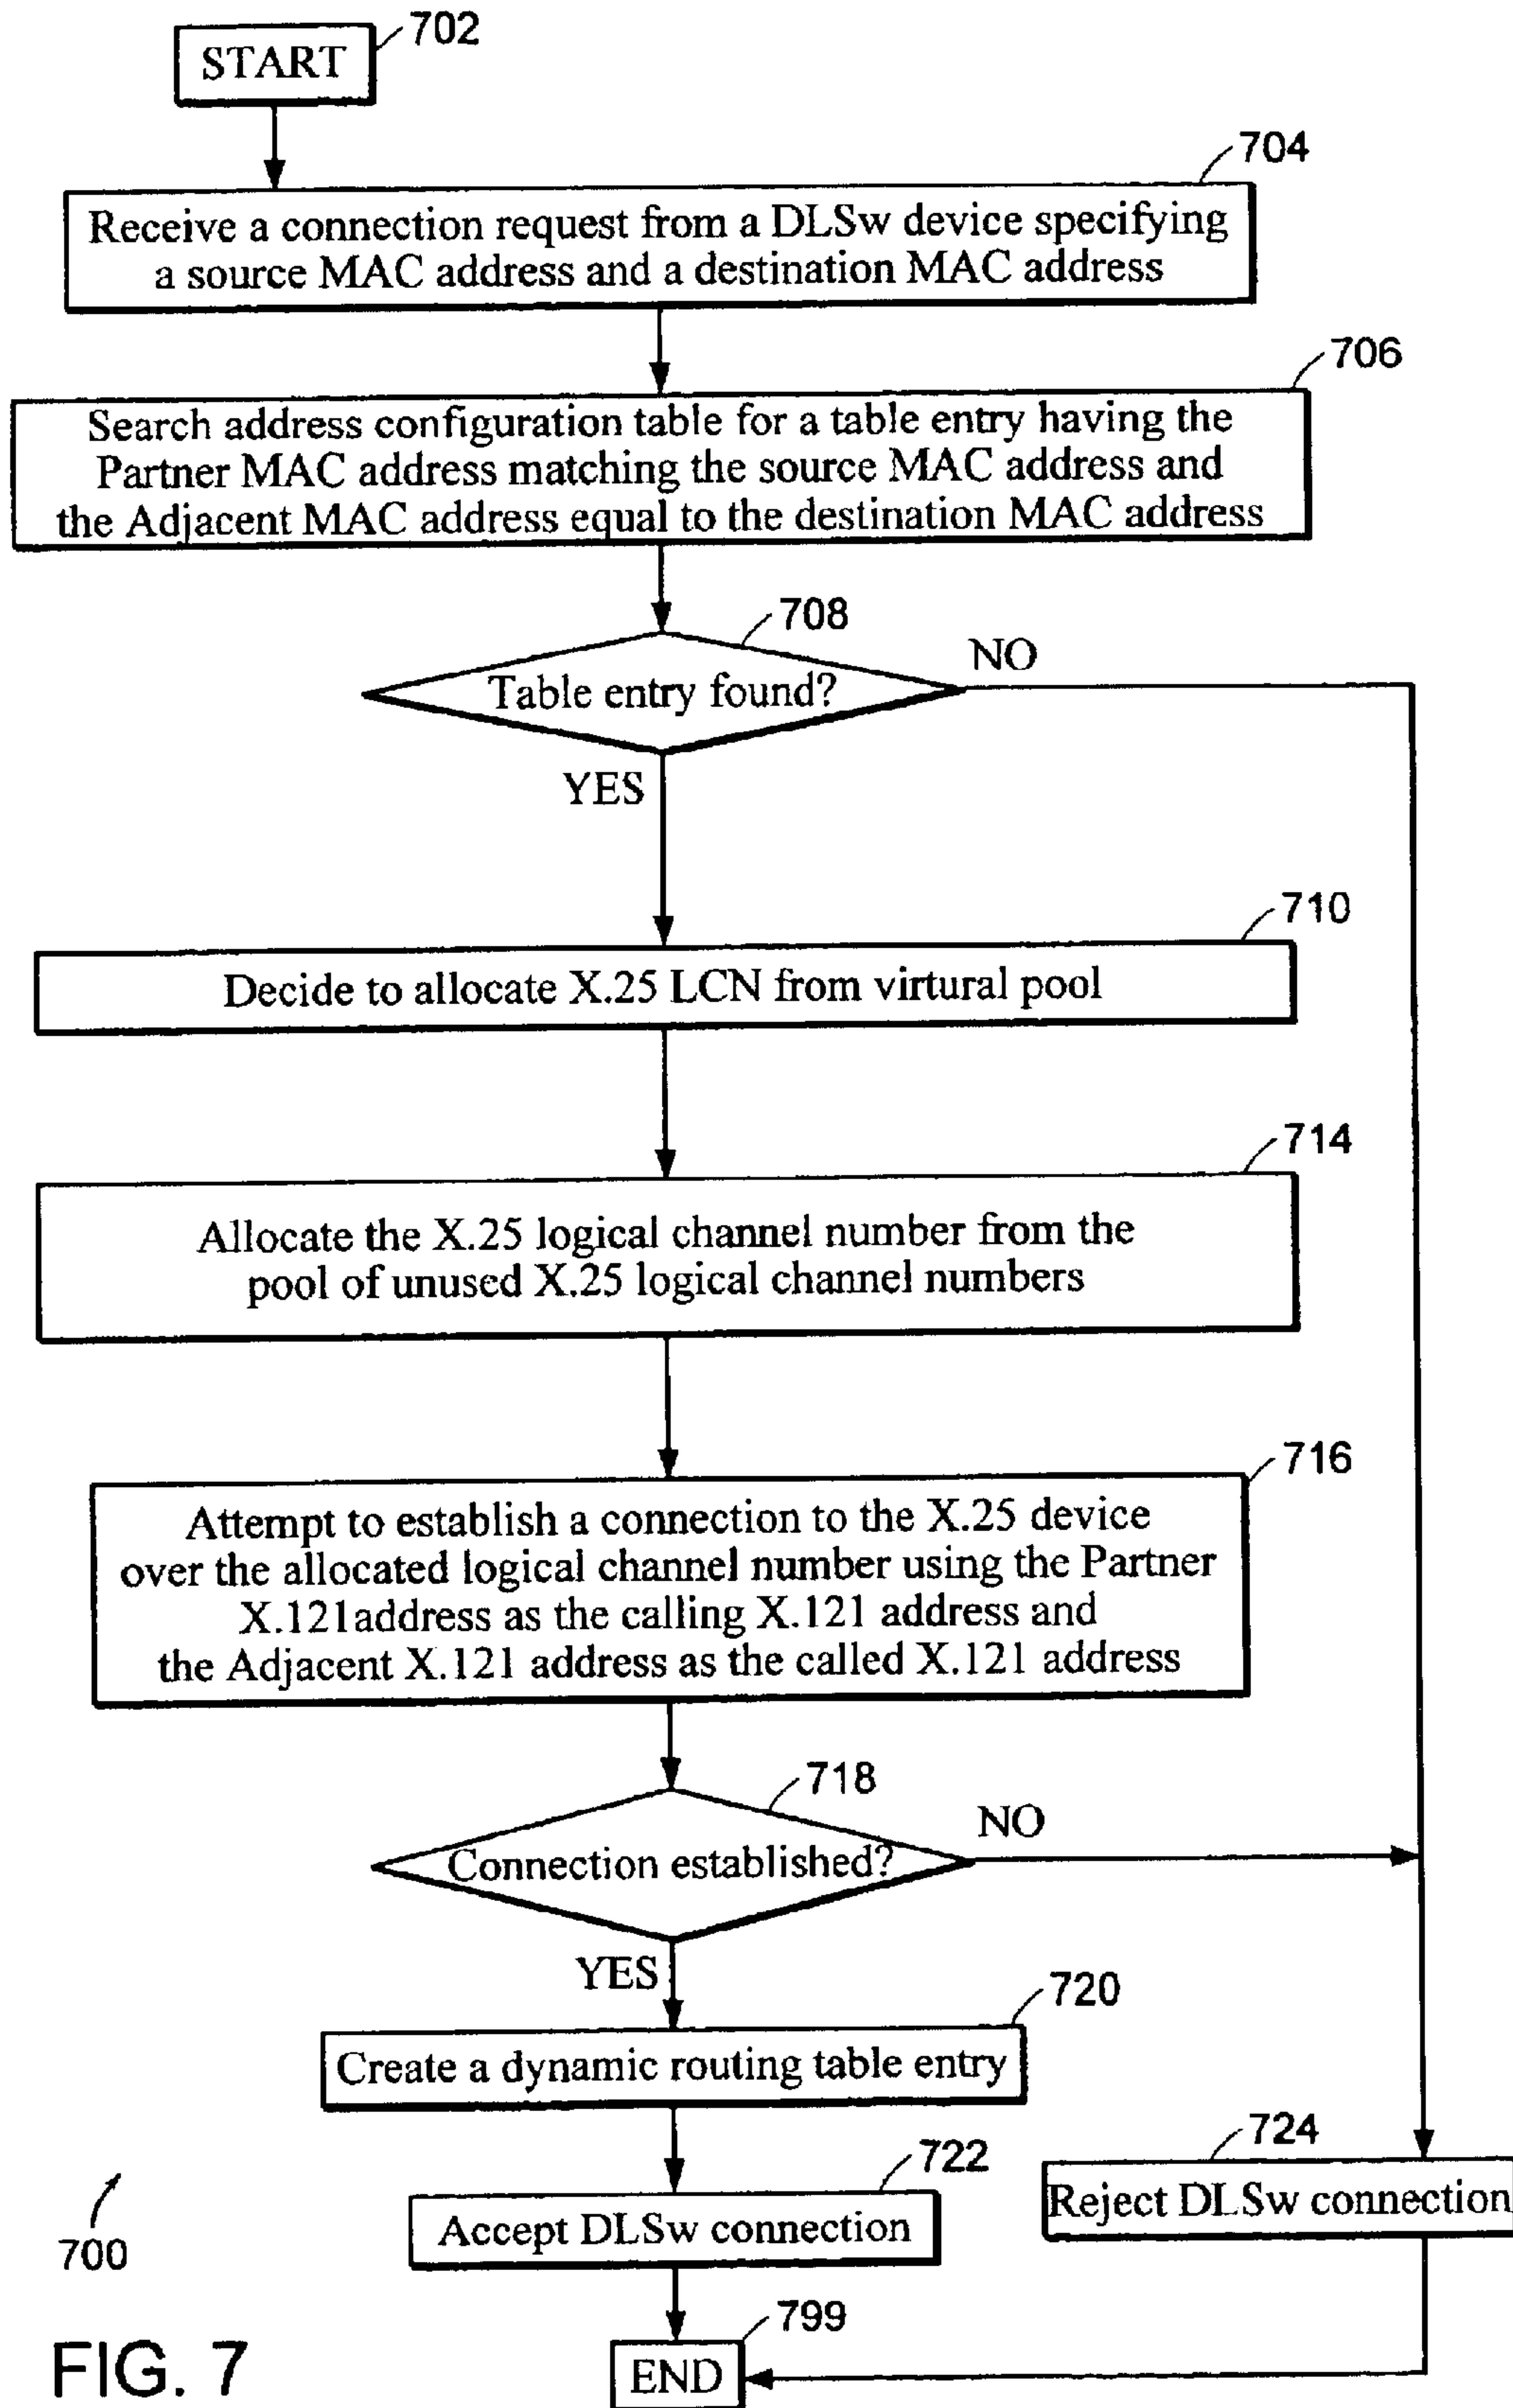 702
START
704
Receive a connection request from a DLSw device specifying
a source MAC address and a destination MAC address
706
Search address configuration table for a table entry having the
Partner MAC address matching the source MAC address and
the Adjacent MAC address equal to the destination MAC address
708
NO
Table entry found?
YES
710
Decide to allocate X.25 LCN from virtural pool
714
Allocate the X.25 logical channel number from the
pool of unused X.25 logical channel numbers
716
Attempt to establish a connection to the X.25 device
over the allocated logical channel number using the Partner
X.121address as the calling X.121 address and
the Adjacent X.121 address as the called X.121 address
718
NO
Connection established?
YES
720
Create a dynamic routing table entry
722
Accept DLSw connection
724
Reject DLSw connection
700
799
END
FIG. 7